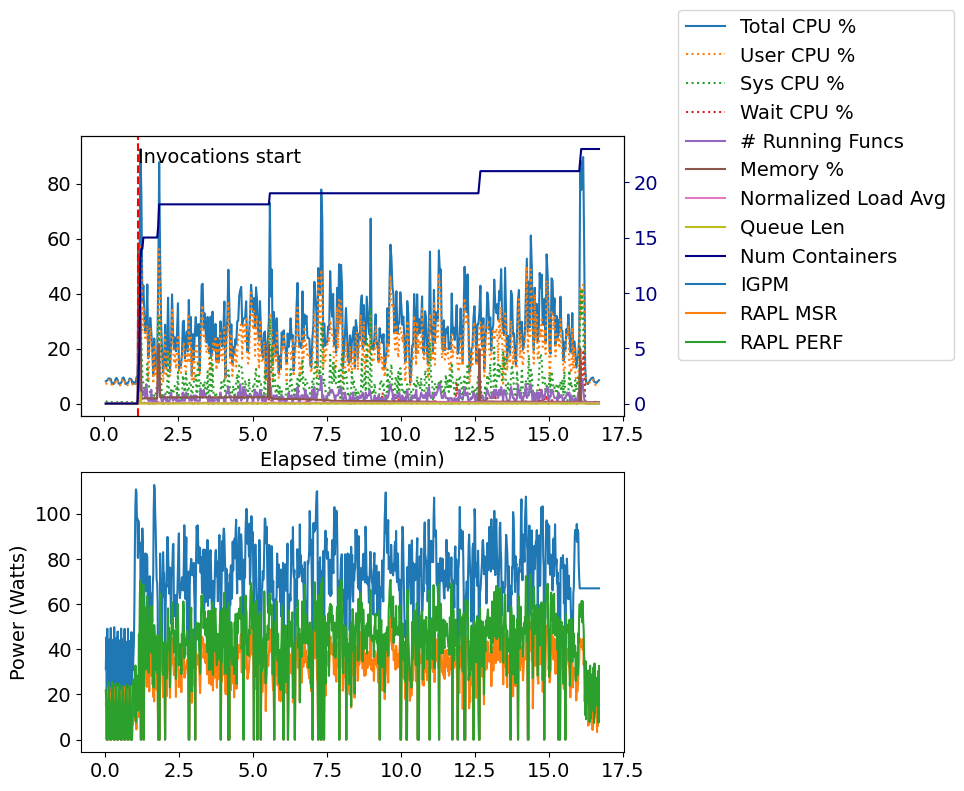 Total CPU %
User CPU %
Sys CPU %
Wait CPU %
# Running Funcs
Memory %
Normalized Load Avg
Queue Len
Num Containers
IGPM
RAPL MSR
RAPL PERF
Invocations start
80
60
40
20
0
20
15
10
5
0
0.0 2.5 5.0 7.5 10.0 12.5 15.0 17.5
Elapsed time (min)
Power (Watts)
100
80
60
40
20
0
0.0 2.5 5.0 7.5 10.0 12.5 15.0 17.5